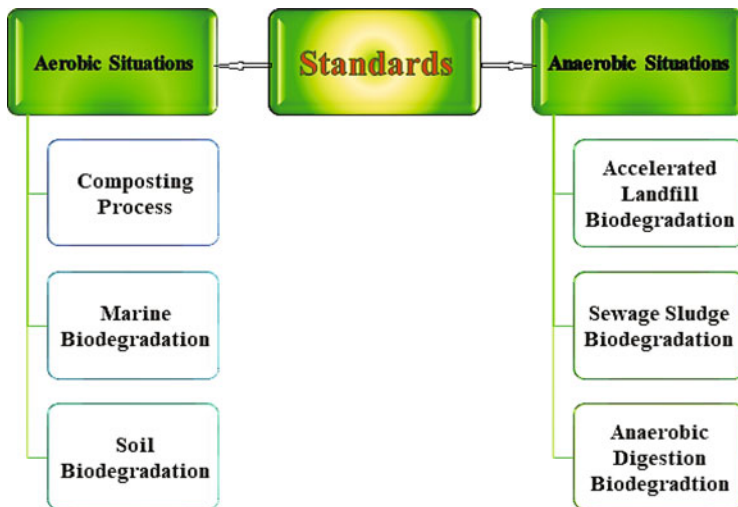 Aerobic Situations
Standards
Anaerobic Situations
Composting
Process
Marine
Biodegradation
Soil
Biodegradation
Accelerated
Landfill
Biodegradation
Sewage Sludge
Biodegradation
Anaerobic
Digestion
Biodegradtion